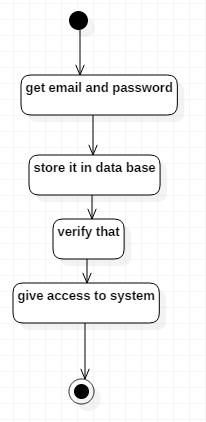 get email and password
store it in data base
verify that
give access to system